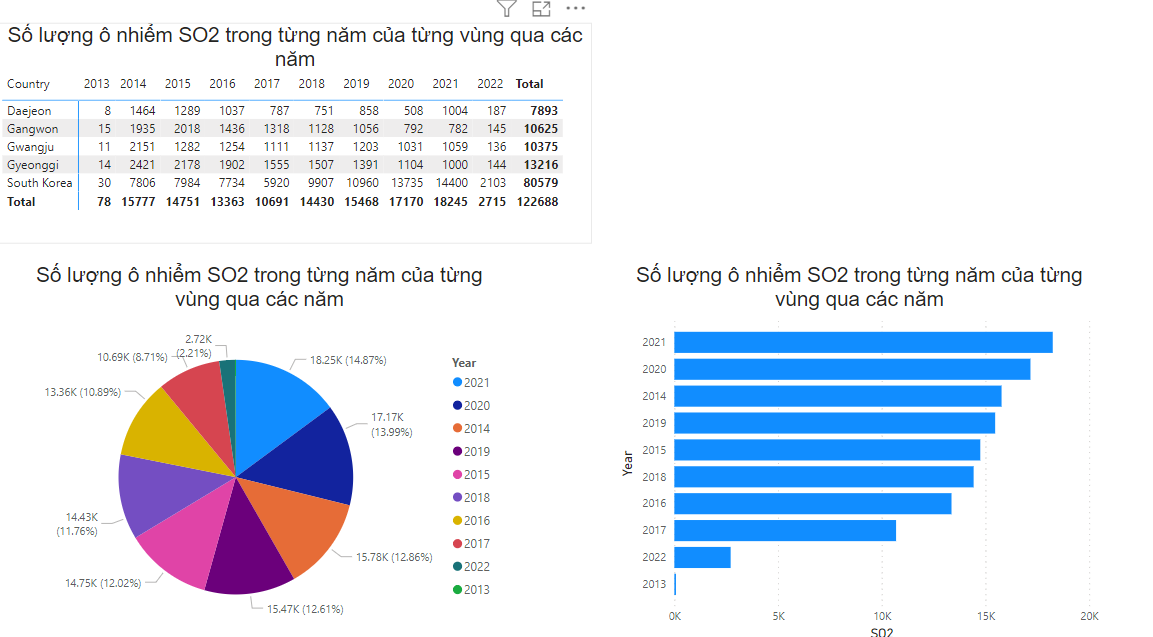 Số lượng ô nhiểm SO2 trong từng năm của từng vùng qua các
năm
Country 2013 2014 2015 2016 2017 2018 2019 2020 2021 2022 Total
Daejeon 8 1464 1289 1037 787 751 858 508 1004 187 7893
Gangwon 15 1935 2018 1436 1318 1128 1056 792 782 145 10625
Gwangju 11 2151 1282 1254 1111 1137 1203 1031 1059 136 10375
Gyeonggi 14 2421 2178 1902 1555 1507 1391 1104 1000 144 13216
South Korea 30 7806 7984 7734 5920 9907 10960 13735 14400 2103 80579
Total 78 15777 14751 13363 10691 14430 15468 17170 18245 2715 122688
Số lượng ô nhiểm SO2 trong từng năm của từng
vùng qua các năm
2.72K
(2.21%)
10.69K (8.71%)
18.25K (14.87%)
13.36K (10.89%)
17.17K
(13.99%)
14.43K
(11.76%)
15.78K (12.86%)
14.75K (12.02%)
15.47K (12.61%)
Year
2021
2020
2014
2019
2015
2018
2016
2017
2022
2013
Số lượng ô nhiểm SO2 trong từng năm của từng
vùng qua các năm
Year
2021
2020
2014
2019
2015
2018
2016
2017
2022
2013
0K 5K 10K 15K 20K
SO2